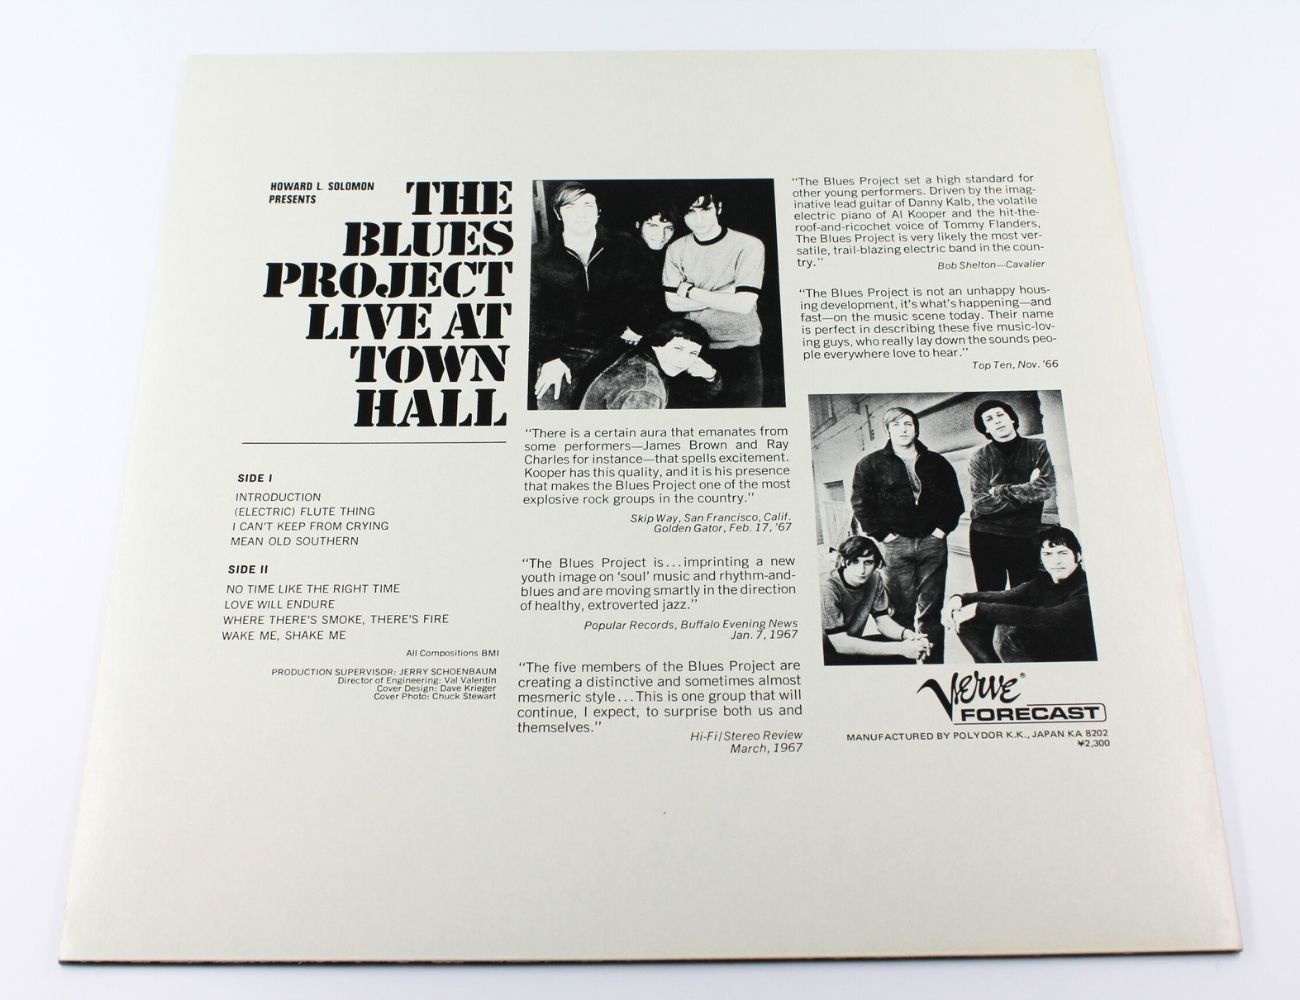 HOWARD L. SOLOMON
PRESENTS
THE
BLUES
PROJECT
LIVE AT
TOWN
HALL
SIDE I
INTRODUCTION
(ELECTRIC) FLUTE THING
I CAN'T KEEP FROM CRYING
MEAN OLD SOUTHERN
SIDE II
NO TIME LIKE THE RIGHT TIME
LOVE WILL ENDURE
WHERE THERE'S SMOKE, THERE'S FIRE
WAKE ME, SHAKE ME
All Compositions BMI
PRODUCTION SUPERVISOR: JERRY SCHOENBAUM
Director of Engineering: Val Valentin
Cover Design: Dave Krieger
Cover Photo: Chuck Stewart
"There is a certain aura that emanates from
some performers—James Brown and Ray
Charles for instance—that spells excitement.
Kooper has this quality, and it is his presence
that makes the Blues Project one of the most
explosive rock groups in the country."
Skip Way, San Francisco, Calif.
Golden Gator, Feb. 17, '67
"The Blues Project is...imprinting a new
youth image on 'soul' music and rhythm-and-
blues and are moving smartly in the direction
of healthy, extroverted jazz."
Popular Records, Buffalo Evening News
Jan. 7, 1967
"The five members of the Blues Project are
creating a distinctive and sometimes almost
mesmeric style...This is one group that will
continue, I expect, to surprise both us and
themselves."
Hi-Fi/Stereo Review
March, 1967
"The Blues Project set a high standard for
other young performers. Driven by the imag-
inative lead guitar of Danny Kalb, the volatile
electric piano of Al Kooper and the hit-the-
roof-and-ricochet voice of Tommy Flanders,
The Blues Project is very likely the most ver-
satile, trail-blazing electric band in the coun-
try."
Bob Shelton—Cavalier
"The Blues Project is not an unhappy hous-
ing development, it's what's happening—and
fast—on the music scene today. Their name
is perfect in describing these five music-lov-
ing guys, who really lay down the sounds peo-
ple everywhere love to hear."
Top Ten, Nov. '66
Verve®
FORECAST
MANUFACTURED BY POLYDOR K.K., JAPAN KA 8202
¥2,300